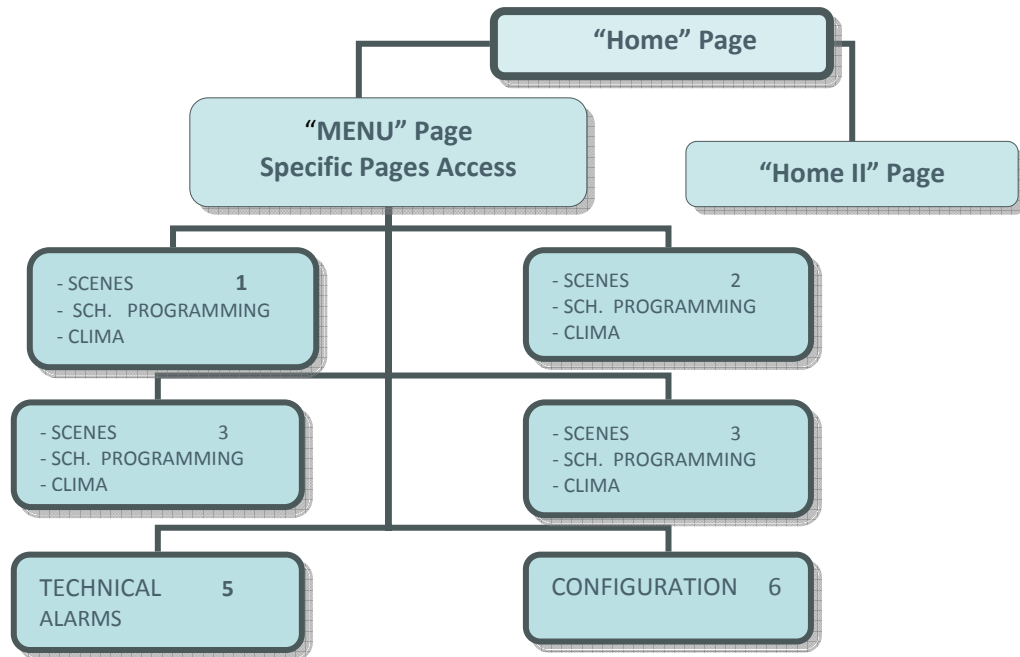 “Home” Page
“MENU” Page
Specific Pages Access
“Home II” Page
- SCENES 1
- SCH. PROGRAMMING
- CLIMA
- SCENES 2
- SCH. PROGRAMMING
- CLIMA
- SCENES 3
- SCH. PROGRAMMING
- CLIMA
- SCENES 3
- SCH. PROGRAMMING
- CLIMA
TECHNICAL 5
ALARMS
CONFIGURATION 6